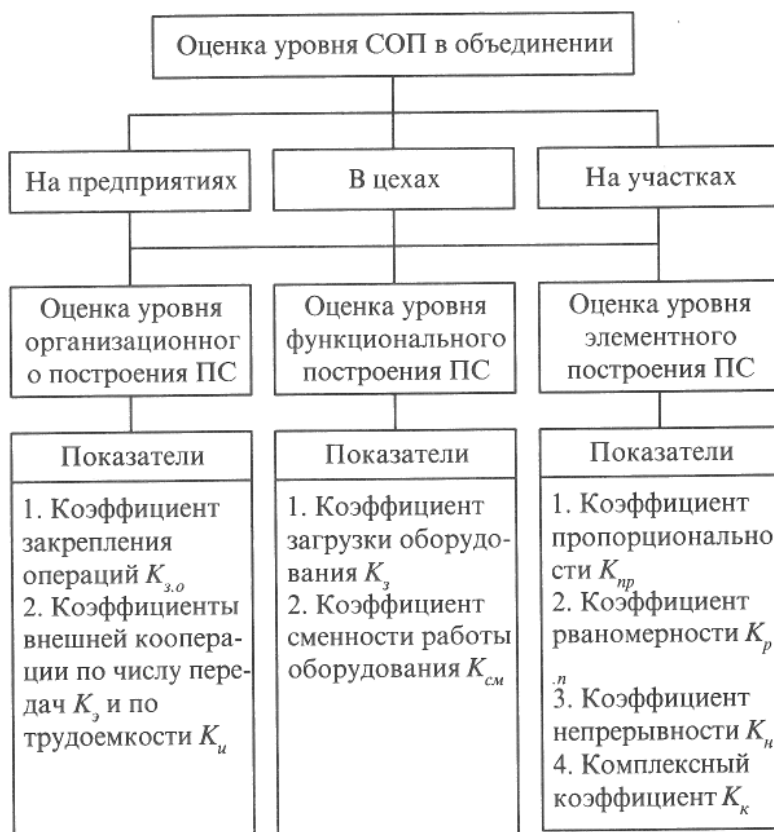 Оценка уровня СОП в объединении
На предприятиях
В цехах
На участках
Оценка уровня
организационног
о построения ПС
Оценка уровня
функционального
построения ПС
Оценка уровня
элементного
построения ПС
Показатели
1. Коэффициент
закрепления
операций Kз.о
2. Коэффициенты
внешней коопера-
ции по числу пере-
дач Kэ и по
трудоемкости Kи
Показатели
1. Коэффициент
загрузки оборудо-
вания Kз
2. Коэффициент
сменности работы
оборудования Kсм
Показатели
1. Коэффициент
пропорционально
сти Kпр
2. Коэффициент
рваномерности Kр
.п
3. Коэффициент
непрерывности Kн
4. Комплексный
коэффициент Kк